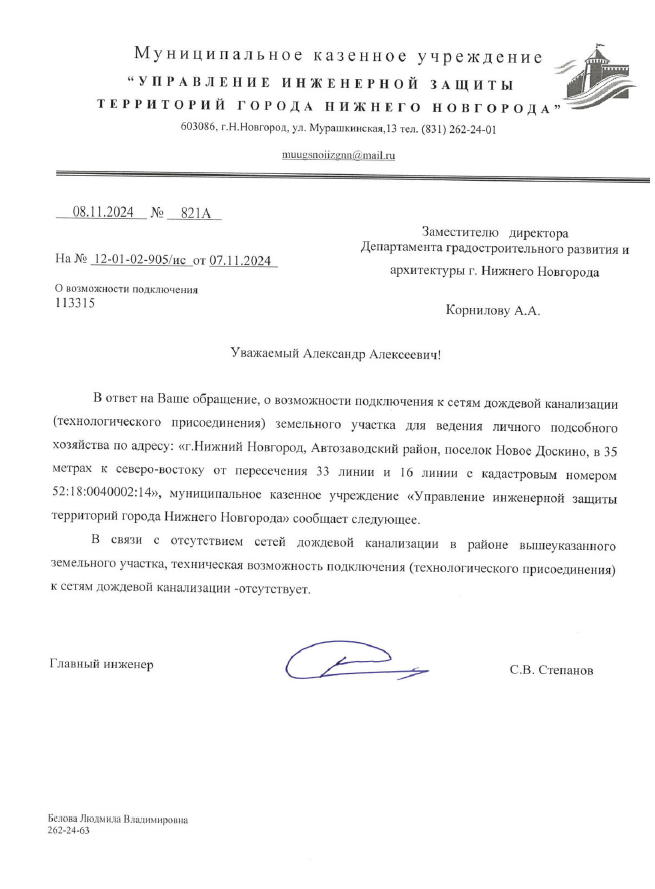 Муниципальное казенное учреждение
“УПРАВЛЕНИЕ ИНЖЕНЕРНОЙ ЗАЩИТЫ
ТЕРРИТОРИЙ ГОРОДА НИЖНЕГО НОВГОРОДА”
603086, г.Н.Новгород, ул. Мурашкинская,13 тел. (831) 262-24-01
muugsnoiizgnn@mail.ru
08.11.2024 № 821А
На № 12-01-02-905/ис от 07.11.2024
О возможности подключения
113315
Заместителю директора
Департамента градостроительного развития и
архитектуры г. Нижнего Новгорода
Корнилову А.А.
Уважаемый Александр Алексеевич!
В ответ на Ваше обращение, о возможности подключения к сетям дождевой канализации
(технологического присоединения) земельного участка для ведения личного подсобного
хозяйства по адресу: «г.Нижний Новгород, Автозаводский район, поселок Новое Доскино, в 35
метрах к северо-востоку от пересечения 33 линии и 16 линии с кадастровым номером
52:18:0040002:14», муниципальное казенное учреждение «Управление инженерной защиты
территорий города Нижнего Новгорода» сообщает следующее.
В связи с отсутствием сетей дождевой канализации в районе вышеуказанного
земельного участка, техническая возможность подключения (технологического присоединения)
к сетям дождевой канализации -отсутствует.
Главный инженер
С.В. Степанов
Белова Людмила Владимировна
262-24-63